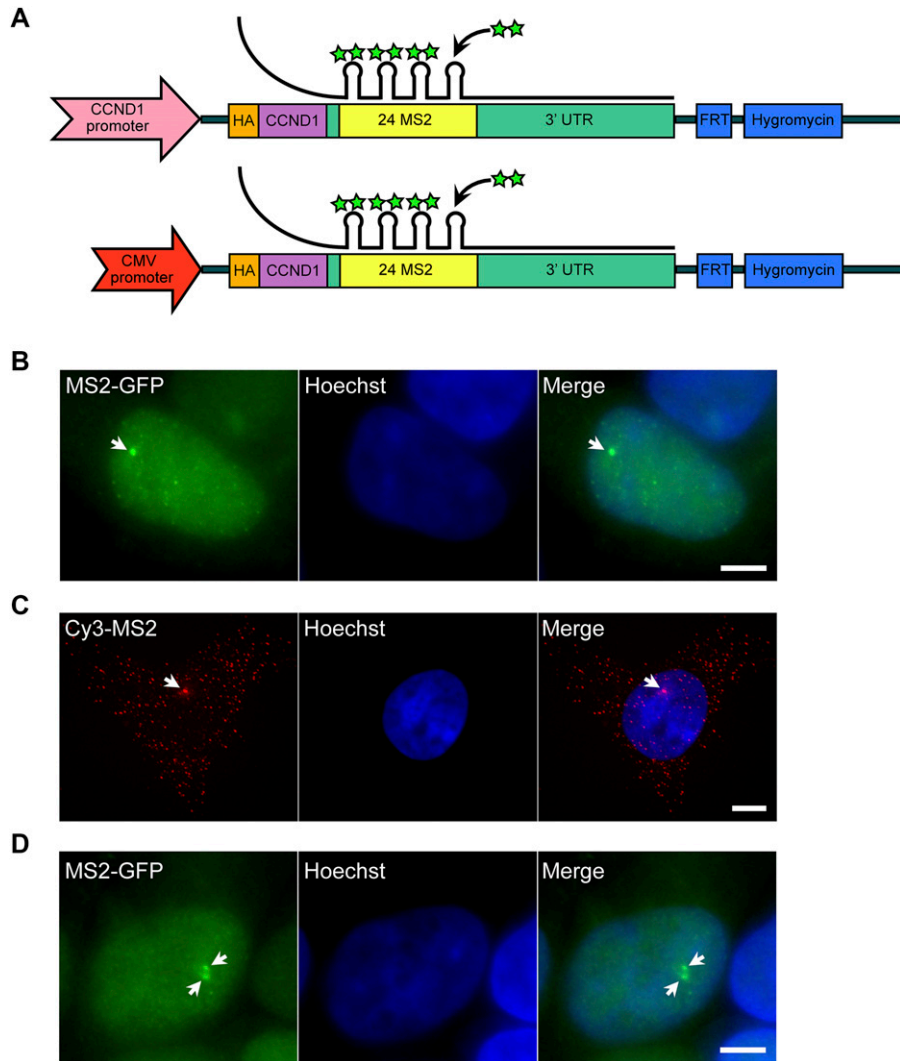 A
CCND1
promoter
HA
CCND1
24 MS2
3' UTR
FRT
Hygromycin
CMV
promoter
HA
CCND1
24 MS2
3' UTR
FRT
Hygromycin
B
MS2-GFP
Hoechst
Merge
C
Cy3-MS2
Hoechst
Merge
D
MS2-GFP
Hoechst
Merge